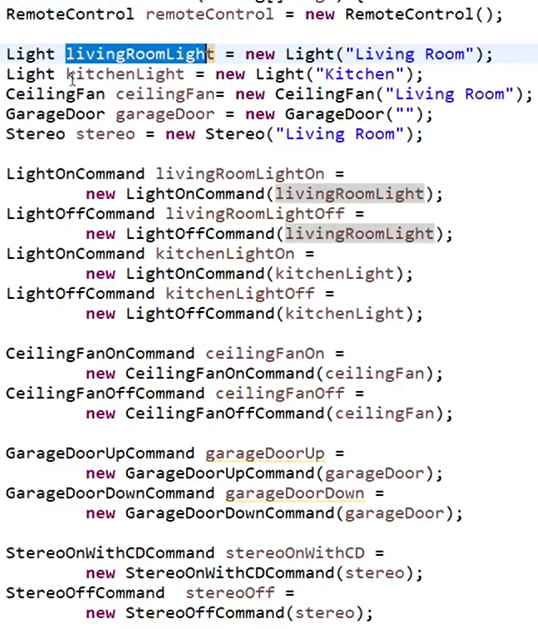 RemoteControl remoteControl = new RemoteControl();
Light livingRoomLight = new Light("Living Room");
Light kitchenLight = new Light("Kitchen");
CeilingFan ceilingFan= new CeilingFan("Living Room");
GarageDoor garageDoor = new GarageDoor("");
Stereo stereo = new Stereo("Living Room");
LightOnCommand livingRoomLightOn =
new LightOnCommand(livingRoomLight);
LightOffCommand livingRoomLightOff =
new LightOffCommand(livingRoomLight);
LightOnCommand kitchenLightOn =
new LightOnCommand(kitchenLight);
LightOffCommand kitchenLightOff =
new LightOffCommand(kitchenLight);
CeilingFanOnCommand ceilingFanOn =
new CeilingFanOnCommand(ceilingFan);
CeilingFanOffCommand ceilingFanOff =
new CeilingFanOffCommand(ceilingFan);
GarageDoorUpCommand garageDoorUp =
new GarageDoorUpCommand(garageDoor);
GarageDoorDownCommand garageDoorDown =
new GarageDoorDownCommand(garageDoor);
StereoOnWithCDCommand stereoOnWithCD =
new StereoOnWithCDCommand(stereo);
StereoOffCommand  stereoOff =
new StereoOffCommand(stereo);